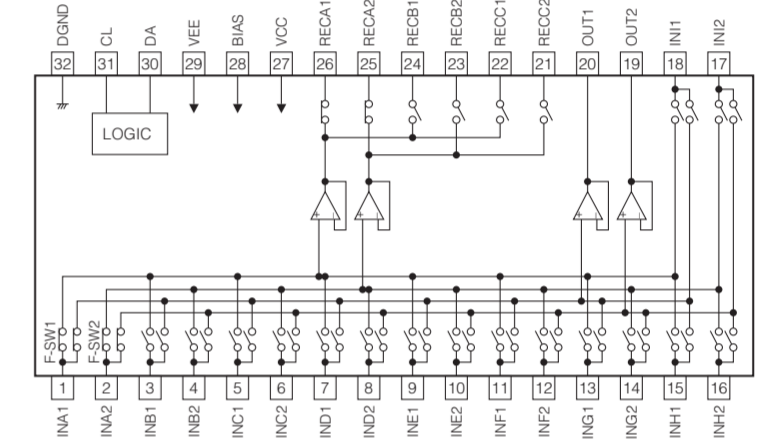 DGND CL DA VEE BIAS VCC RECA1 RECA2 RECB1 RECB2 RECC1 RECC2 OUT1 OUT2 INI1 INI2
32 31 30 29 28 27 26 25 24 23 22 21 20 19 18 17
LOGIC
+ - + - + - + -
F-SW1 F-SW2
1 2 3 4 5 6 7 8 9 10 11 12 13 14 15 16
INA1 INA2 INB1 INB2 INC1 INC2 IND1 IND2 INE1 INE2 INF1 INF2 ING1 ING2 INH1 INH2